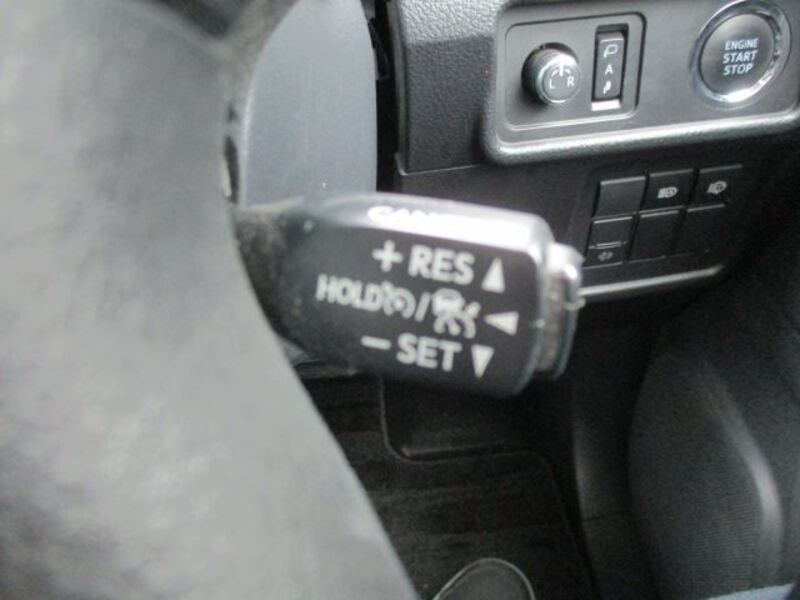 ENGINE
START
STOP
L R
A
+ RES
HOLD /
- SET